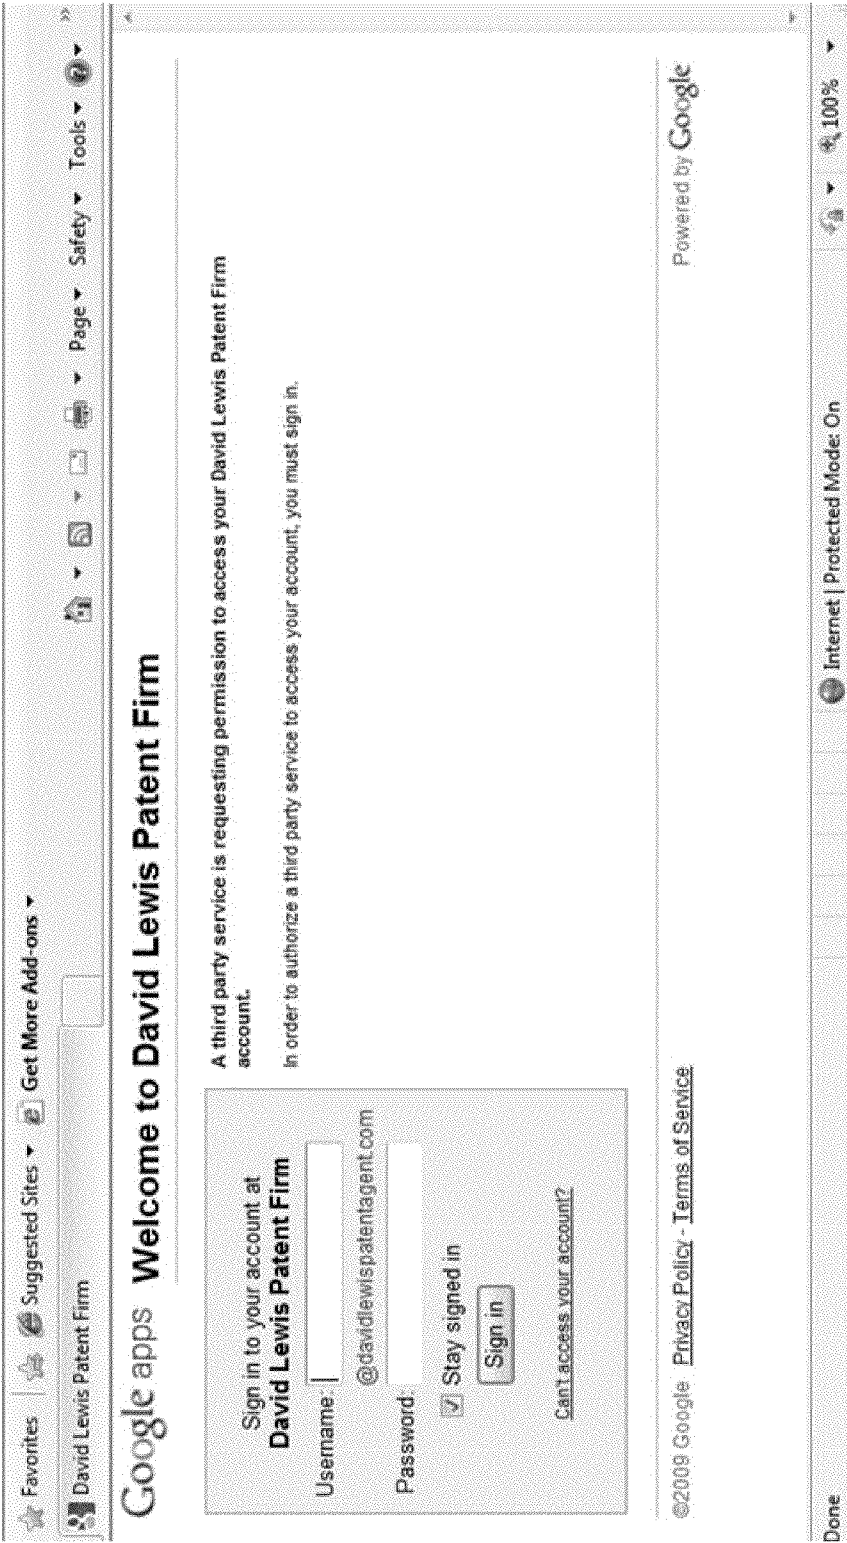 Favorites Suggested Sites Get More Add-ons
David Lewis Patent Firm Page Safety Tools
Google apps Welcome to David Lewis Patent Firm
Sign in to your account at
David Lewis Patent Firm
Username:
@davidlewispatentagent.com
Password:
Stay signed in
Sign in
Can't access your account?
A third party service is requesting permission to access your David Lewis Patent Firm
account.
In order to authorize a third party service to access your account, you must sign in.
©2009 Google Privacy Policy - Terms of Service Powered by Google
Done Internet | Protected Mode: On 100%